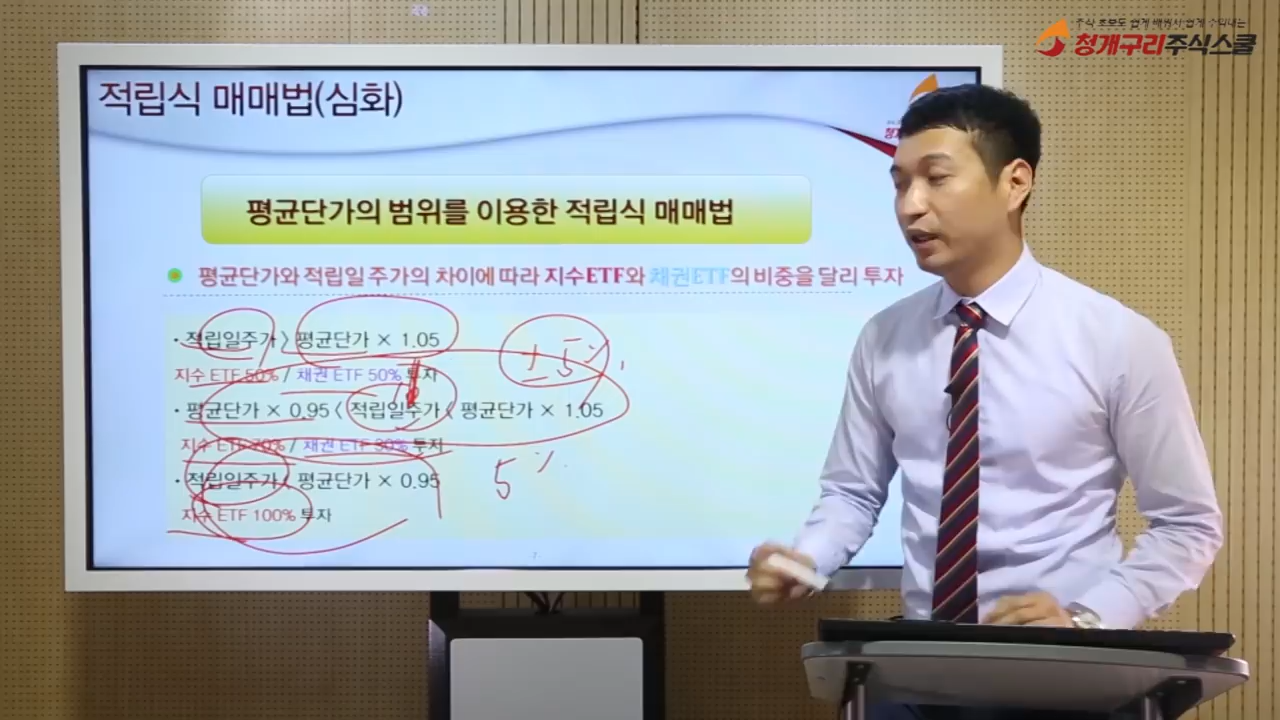 주식 초보도 쉽게 배워서 쉽게 수익내는
청개구리주식스쿨
적립식 매매법(심화)
평균단가의 범위를 이용한 적립식 매매법
평균단가와 적립일 주가의 차이에 따라 지수ETF와 채권ETF의 비중을 달리 투자
· 적립일주가 > 평균단가 × 1.05
±5%
지수 ETF 50% / 채권 ETF 50% 투자
· 평균단가 × 0.95 < 적립일주가 < 평균단가 × 1.05
지수 ETF 70% / 채권 ETF 30% 투자
· 적립일주가 < 평균단가 × 0.95
5%
지수 ETF 100% 투자